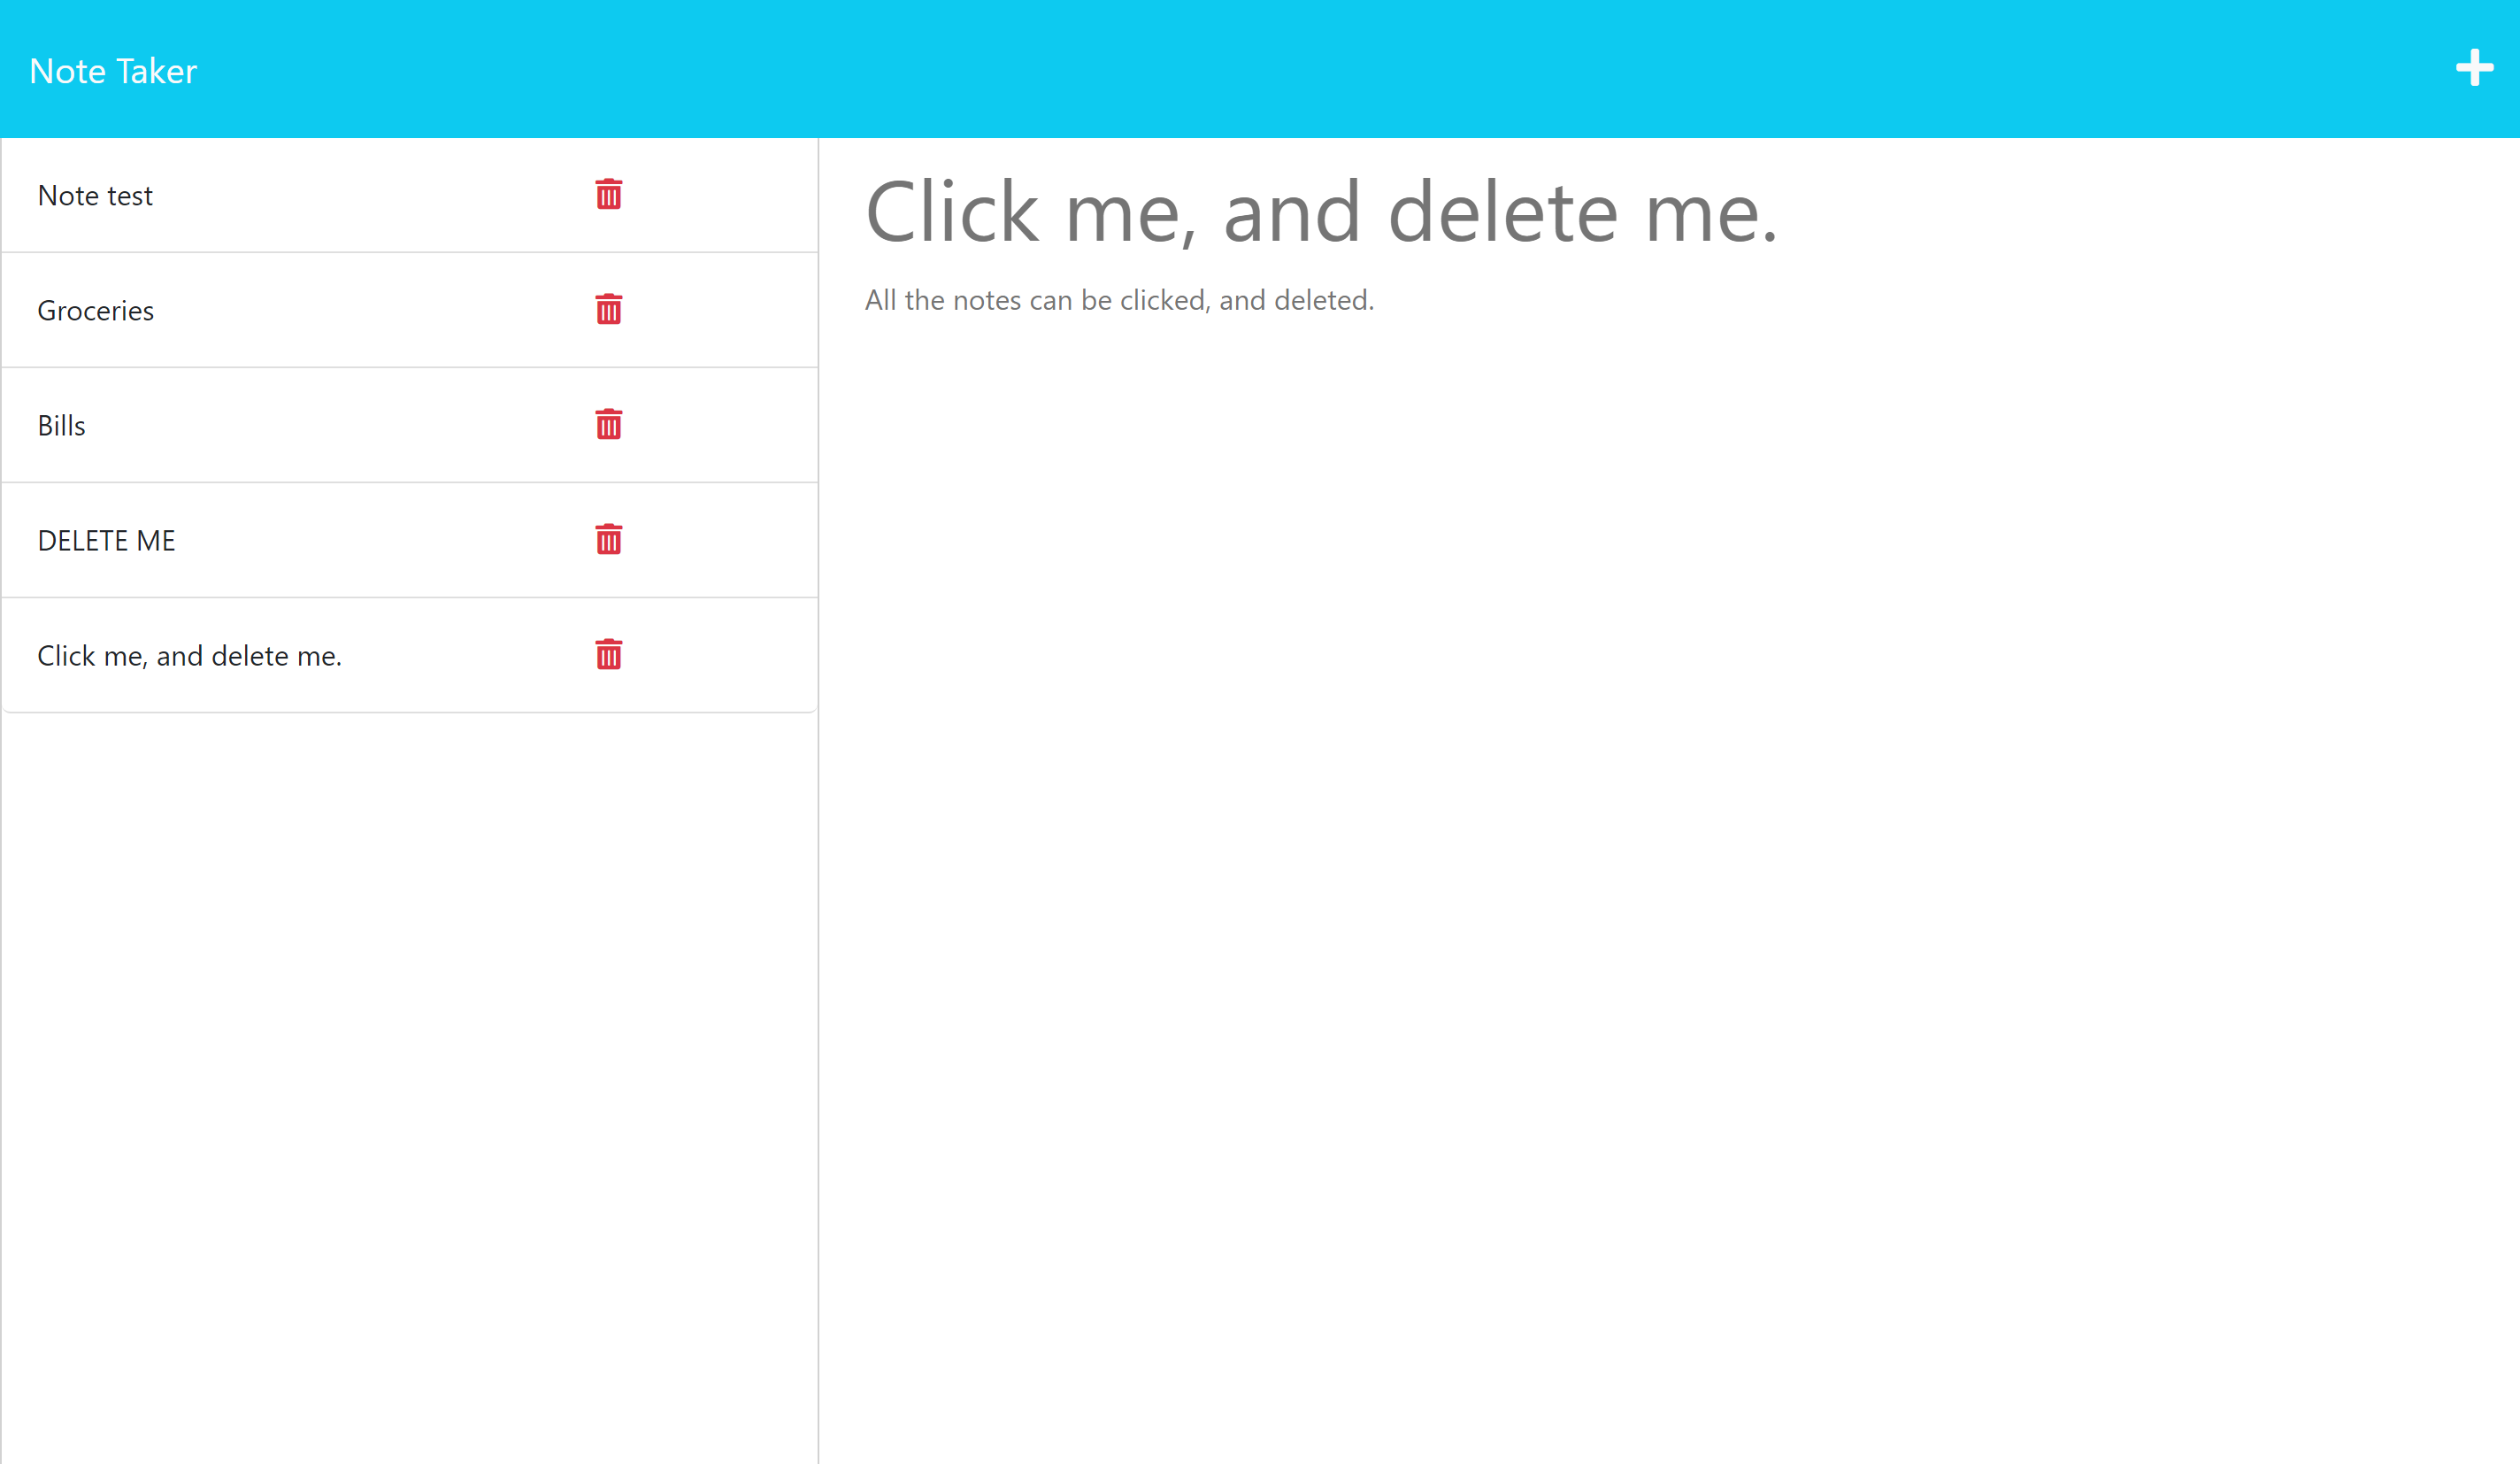 Note Taker
Note test
Groceries
Bills
DELETE ME
Click me, and delete me.
Click me, and delete me.
All the notes can be clicked, and deleted.